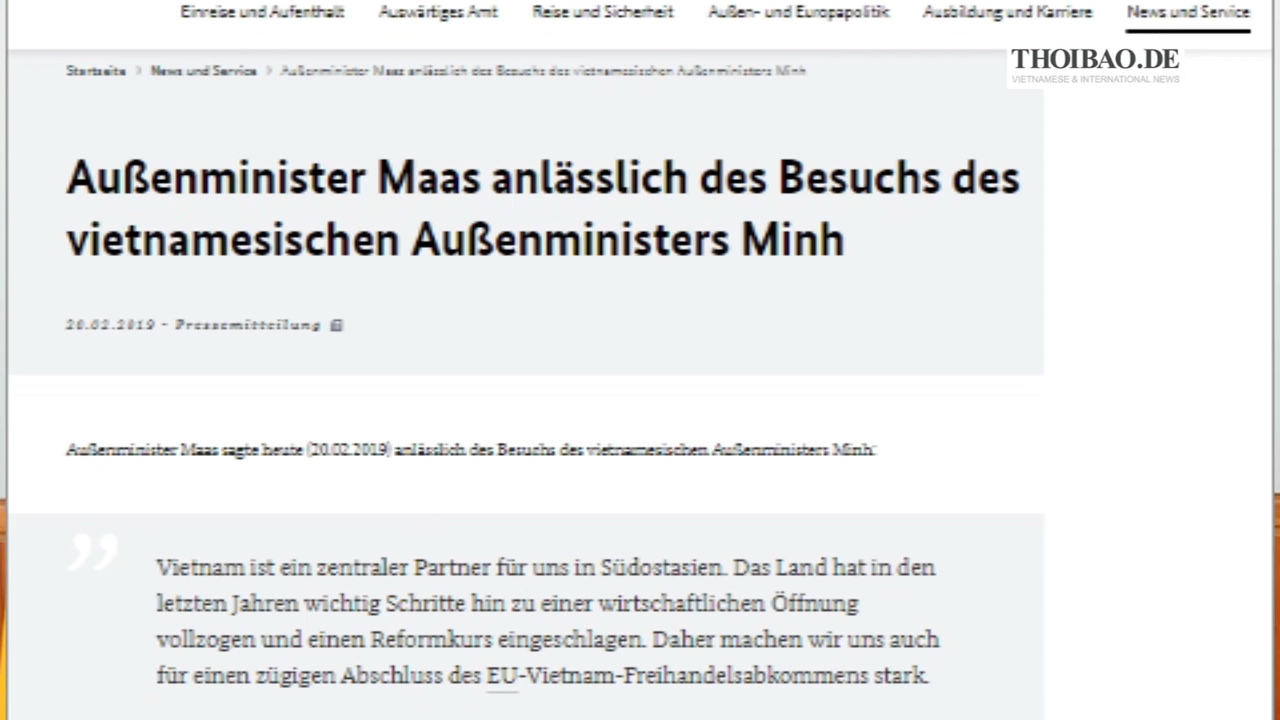 Einreise und Aufenthalt Auswärtiges Amt Reise und Sicherheit Außen- und Europapolitik Ausbildung und Karriere News und Service
THOIBAO.DE
VIETNAMESE & INTERNATIONAL NEWS
Startseite > News und Service > Außenminister Maas anlässlich des Besuchs des vietnamesischen Außenministers Minh
Außenminister Maas anlässlich des Besuchs des
vietnamesischen Außenministers Minh
20.02.2019 - Pressemitteilung
Außenminister Maas sagte heute (20.02.2019) anlässlich des Besuchs des vietnamesischen Außenministers Minh:
”
Vietnam ist ein zentraler Partner für uns in Südostasien. Das Land hat in den
letzten Jahren wichtig Schritte hin zu einer wirtschaftlichen Öffnung
vollzogen und einen Reformkurs eingeschlagen. Daher machen wir uns auch
für einen zügigen Abschluss des EU-Vietnam-Freihandelsabkommens stark.